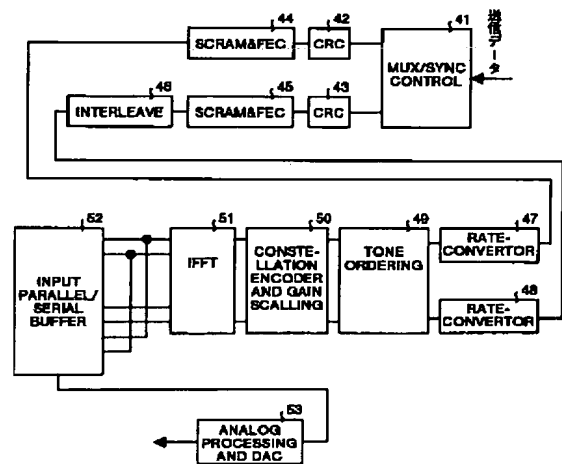 44
SCRAM&FEC
42
CRC
41
MUX/SYNC
CONTROL
送信データ
46
INTERLEAVE
45
SCRAM&FEC
43
CRC
52
INPUT
PARALLEL/
SERIAL
BUFFER
51
IFFT
50
CONSTE-
LLATION
ENCODER
AND GAIN
SCALLING
49
TONE
ORDERING
47
RATE-
CONVERTOR
48
RATE-
CONVERTOR
53
ANALOG
PROCESSING
AND DAC